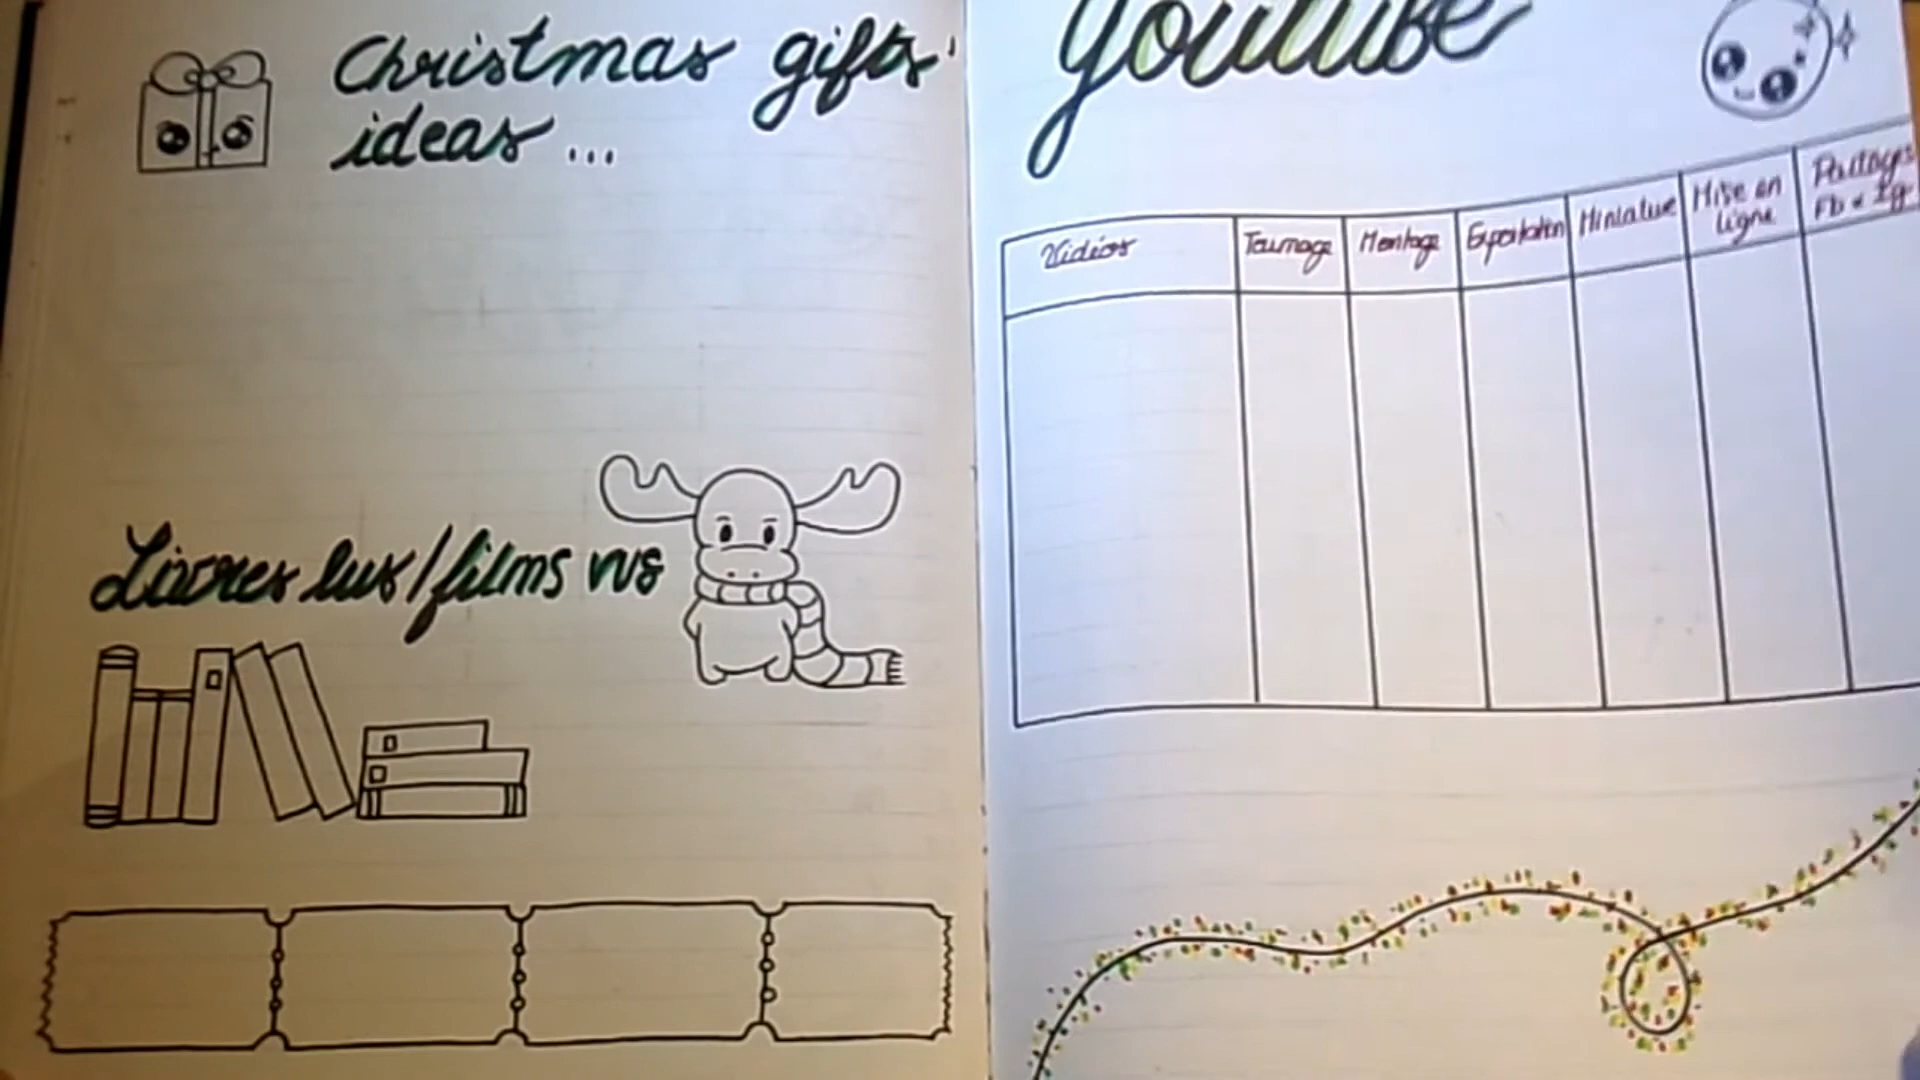 Christmas gifts
ideas ...
Livres lus/films vus
Youtube
Vidéos
Tournage
Montage
Exportation
Miniature
Mise en
ligne
Partages
Fb & Ig